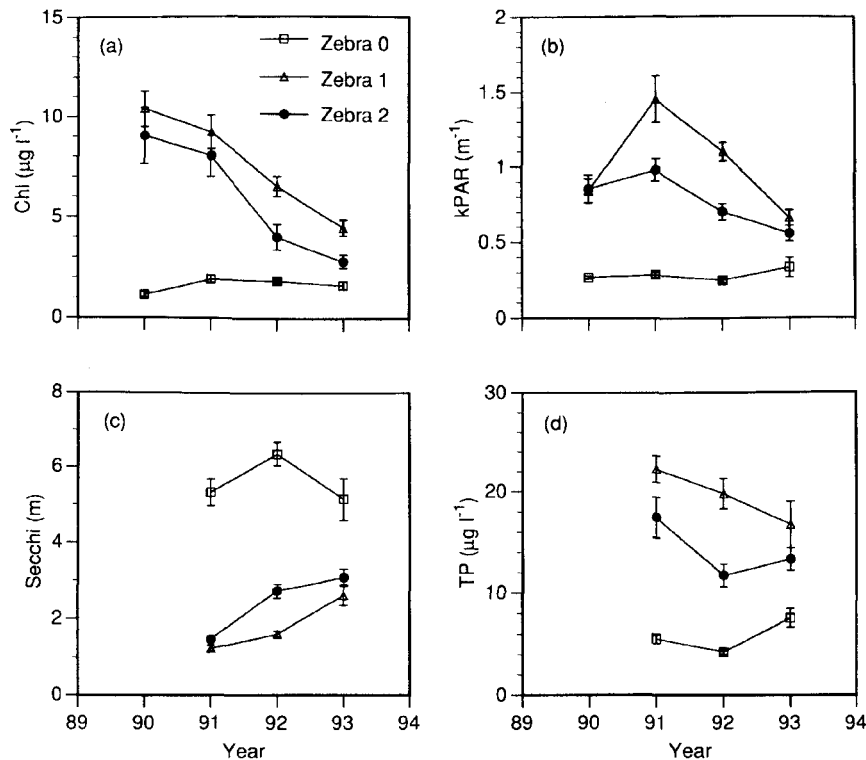 (a)
Zebra 0
Zebra 1
Zebra 2
15
10
5
0
Chl (µg l⁻¹)
(b)
2
1.5
1
0.5
0
kPAR (m⁻¹)
(c)
8
6
4
2
0
Secchi (m)
89 90 91 92 93 94
Year
(d)
30
20
10
0
TP (µg l⁻¹)
89 90 91 92 93 94
Year